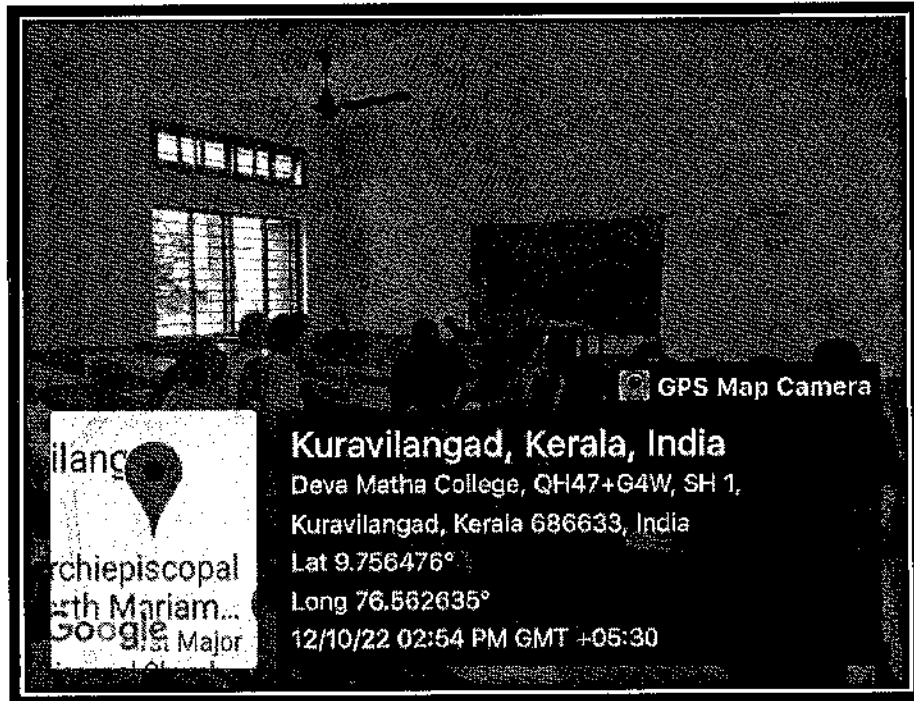 GPS Map Camera
Kuravilangad, Kerala, India
Deva Matha College, QH47+G4W, SH 1,
Kuravilangad, Kerala 686633, India
Lat 9.756476°
Long 76.562635°
12/10/22 02:54 PM GMT +05:30
ilang
rchiepiscopal
rth Mariam...
Google
Major